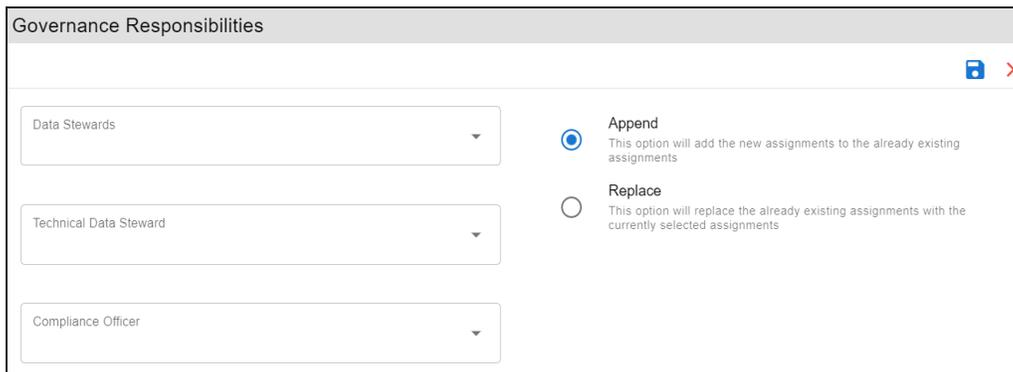 Governance Responsibilities
Data Stewards
Append
This option will add the new assignments to the already existing
assignments
Replace
This option will replace the already existing assignments with the
currently selected assignments
Technical Data Steward
Compliance Officer